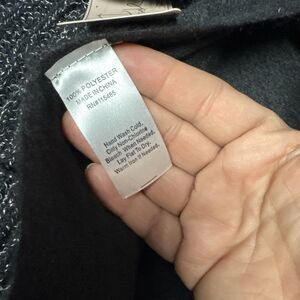 100% POLYESTER
MADE IN CHINA
RN#115465
Hand Wash Cold.
Only Non-Chlorine
Bleach When Needed.
Lay Flat To Dry.
Warm Iron If Needed.